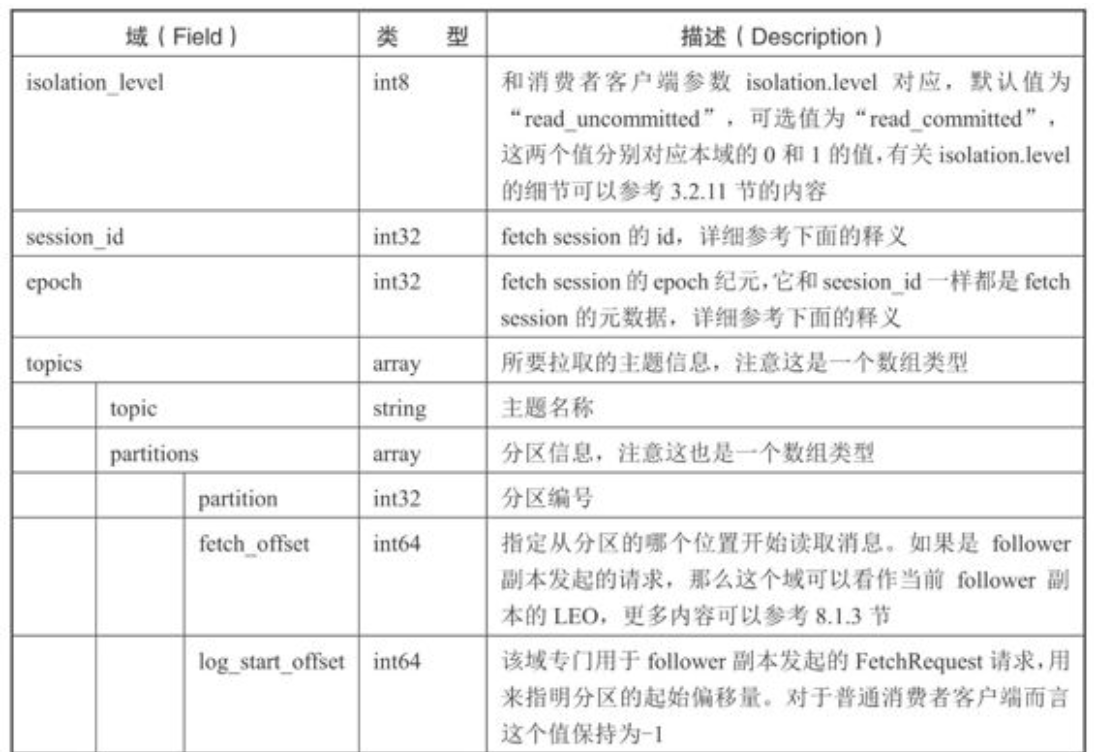 域（Field） 类 型 描述（Description）
isolation_level int8 和消费者客户端参数 isolation.level 对应，默认值为
“read_uncommitted”，可选值为“read_committed”，
这两个值分别对应本域的 0 和 1 的值，有关 isolation.level
的细节可以参考 3.2.11 节的内容
session_id int32 fetch session 的 id，详细参考下面的释义
epoch int32 fetch session 的 epoch 纪元，它和 seesion_id 一样都是 fetch
session 的元数据，详细参考下面的释义
topics array 所要拉取的主题信息，注意这是一个数组类型
topic string 主题名称
partitions array 分区信息，注意这也是一个数组类型
partition int32 分区编号
fetch_offset int64 指定从分区的哪个位置开始读取消息。如果是 follower
副本发起的请求，那么这个域可以看作当前 follower 副
本的 LEO，更多内容可以参考 8.1.3 节
log_start_offset int64 该域专门用于 follower 副本发起的 FetchRequest 请求，用
来指明分区的起始偏移量。对于普通消费者客户端而言
这个值保持为-1